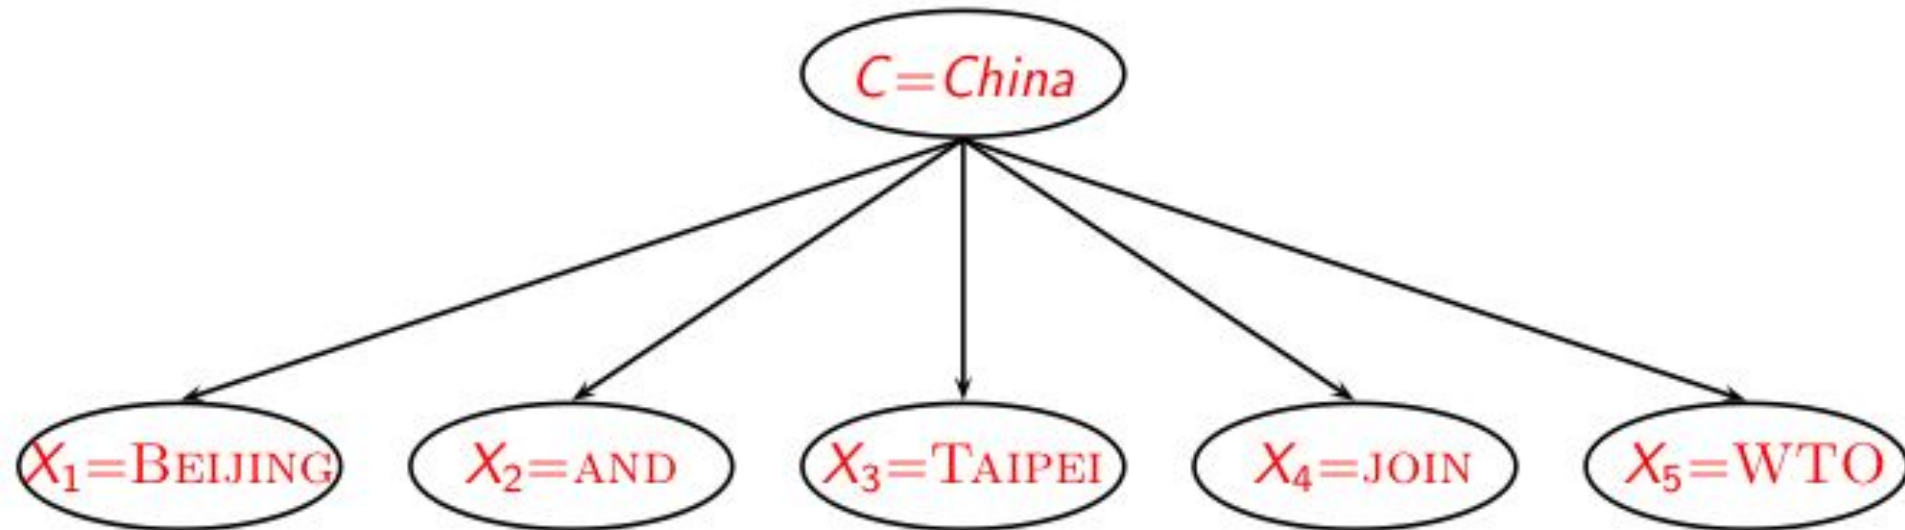 C=China
X₁=BEIJING X₂=AND X₃=TAIPEI X₄=JOIN X₅=WTO